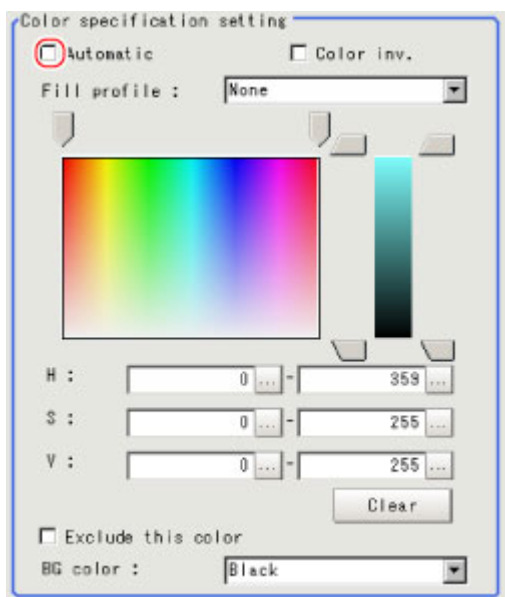 Color specification setting
Automatic Color inv.
Fill profile : None
H : 0 ... - 359 ...
S : 0 ... - 255 ...
V : 0 ... - 255 ...
Clear
Exclude this color
BG color : Black